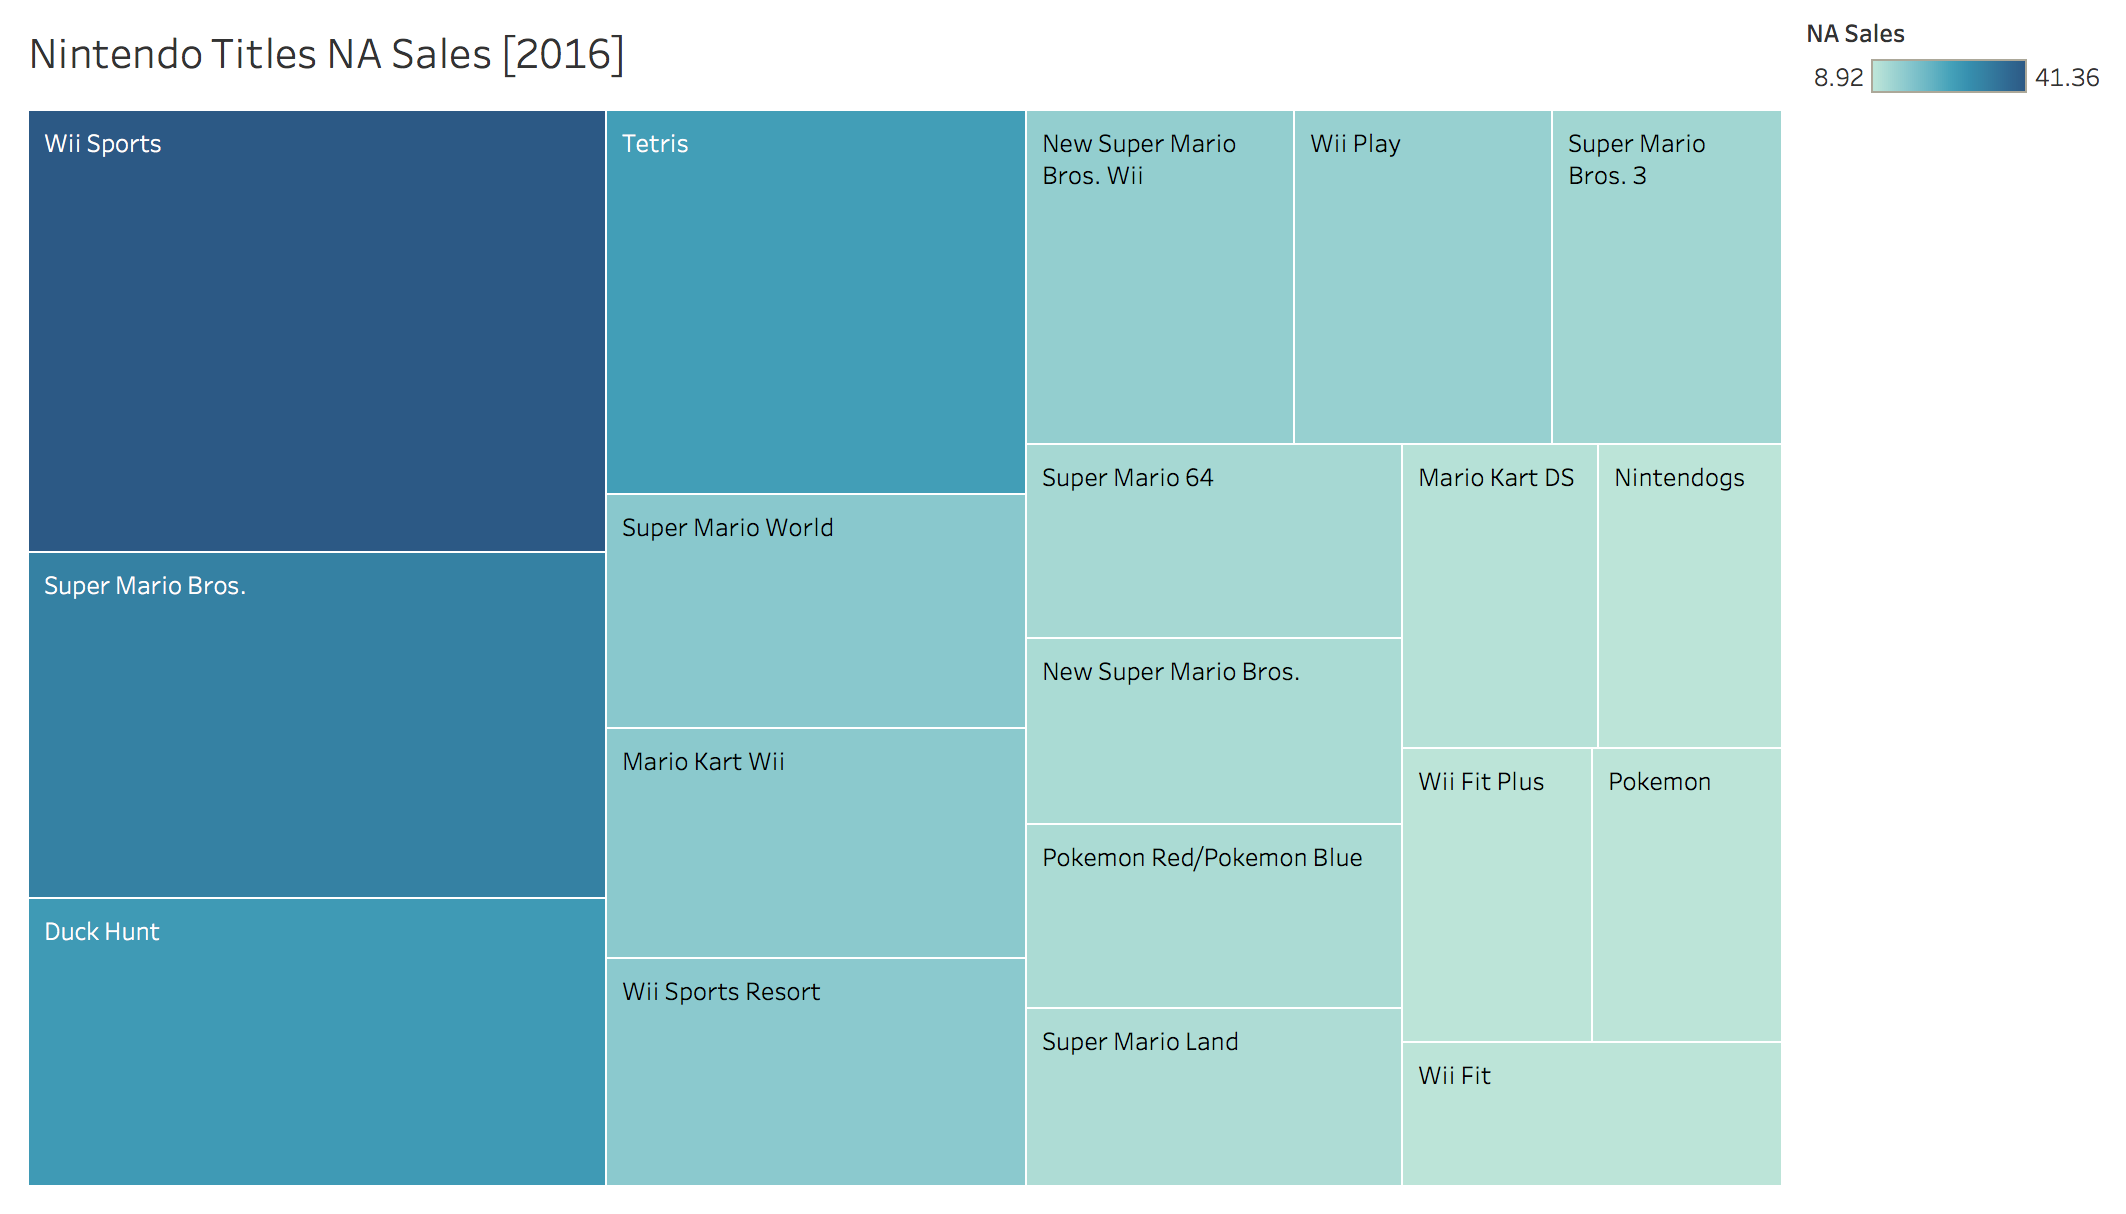 Nintendo Titles NA Sales [2016]
NA Sales
8.92
41.36
Wii Sports
Super Mario Bros.
Duck Hunt
Tetris
Super Mario World
Mario Kart Wii
Wii Sports Resort
New Super Mario
Bros. Wii
Wii Play
Super Mario
Bros. 3
Super Mario 64
New Super Mario Bros.
Pokemon Red/Pokemon Blue
Super Mario Land
Mario Kart DS
Nintendogs
Wii Fit Plus
Pokemon
Wii Fit